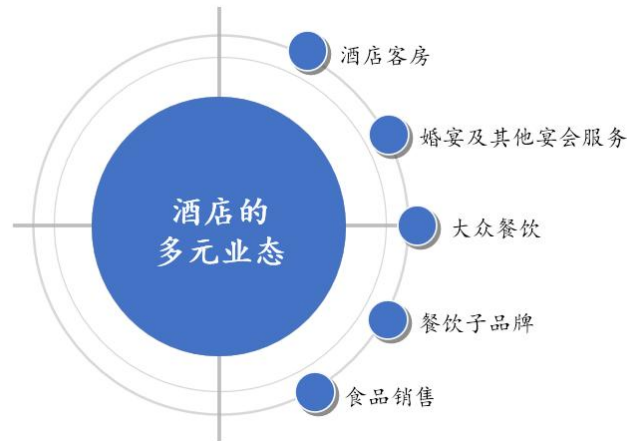 酒店客房
婚宴及其他宴会服务
酒店的
多元业态
大众餐饮
餐饮子品牌
食品销售